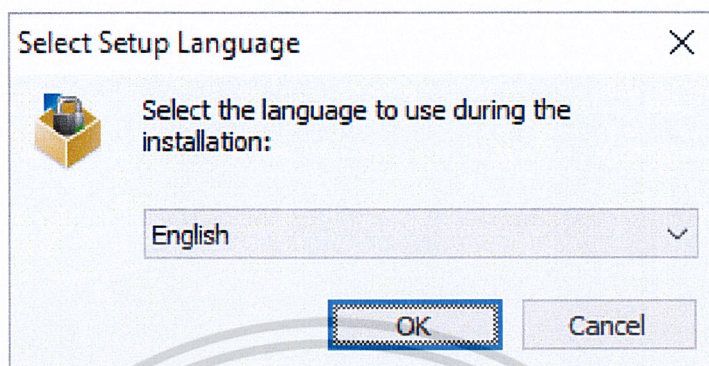 Select Setup Language
Select the language to use during the
installation:
English
OK
Cancel